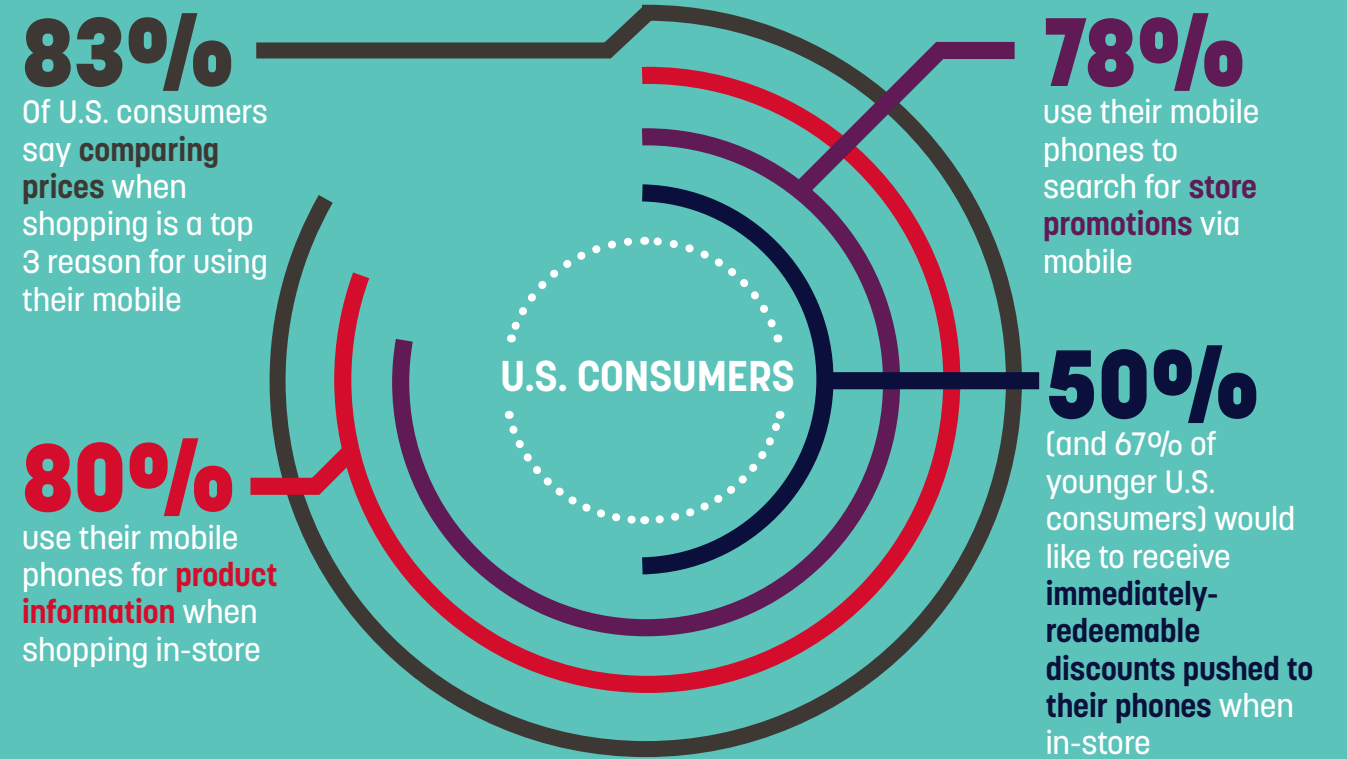 83%
Of U.S. consumers
say comparing
prices when
shopping is a top
3 reason for using
their mobile
80%
use their mobile
phones for product
information when
shopping in-store
U.S. CONSUMERS
78%
use their mobile
phones to
search for store
promotions via
mobile
50%
(and 67% of
younger U.S.
consumers) would
like to receive
immediately-
redeemable
discounts pushed to
their phones when
in-store